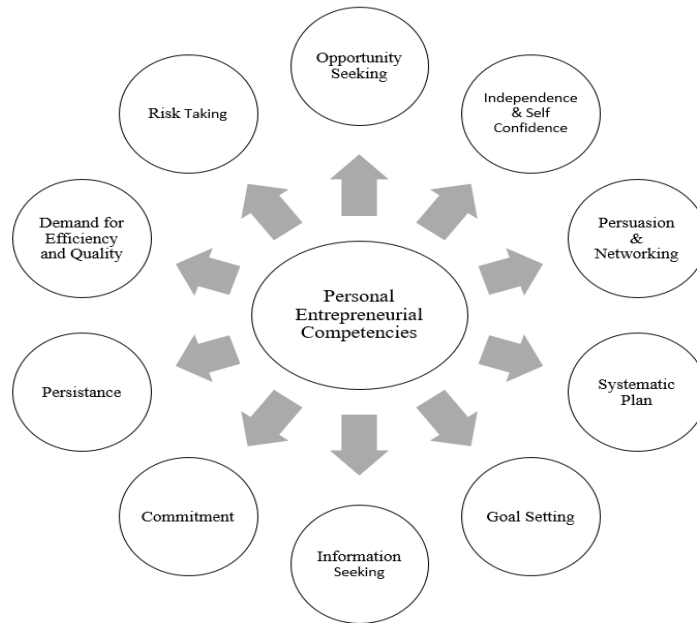 Opportunity
Seeking
Independence
& Self
Confidence
Persuasion
&
Networking
Systematic
Plan
Goal Setting
Information
Seeking
Commitment
Persistance
Demand for
Efficiency
and Quality
Risk Taking
Personal
Entrepreneurial
Competencies